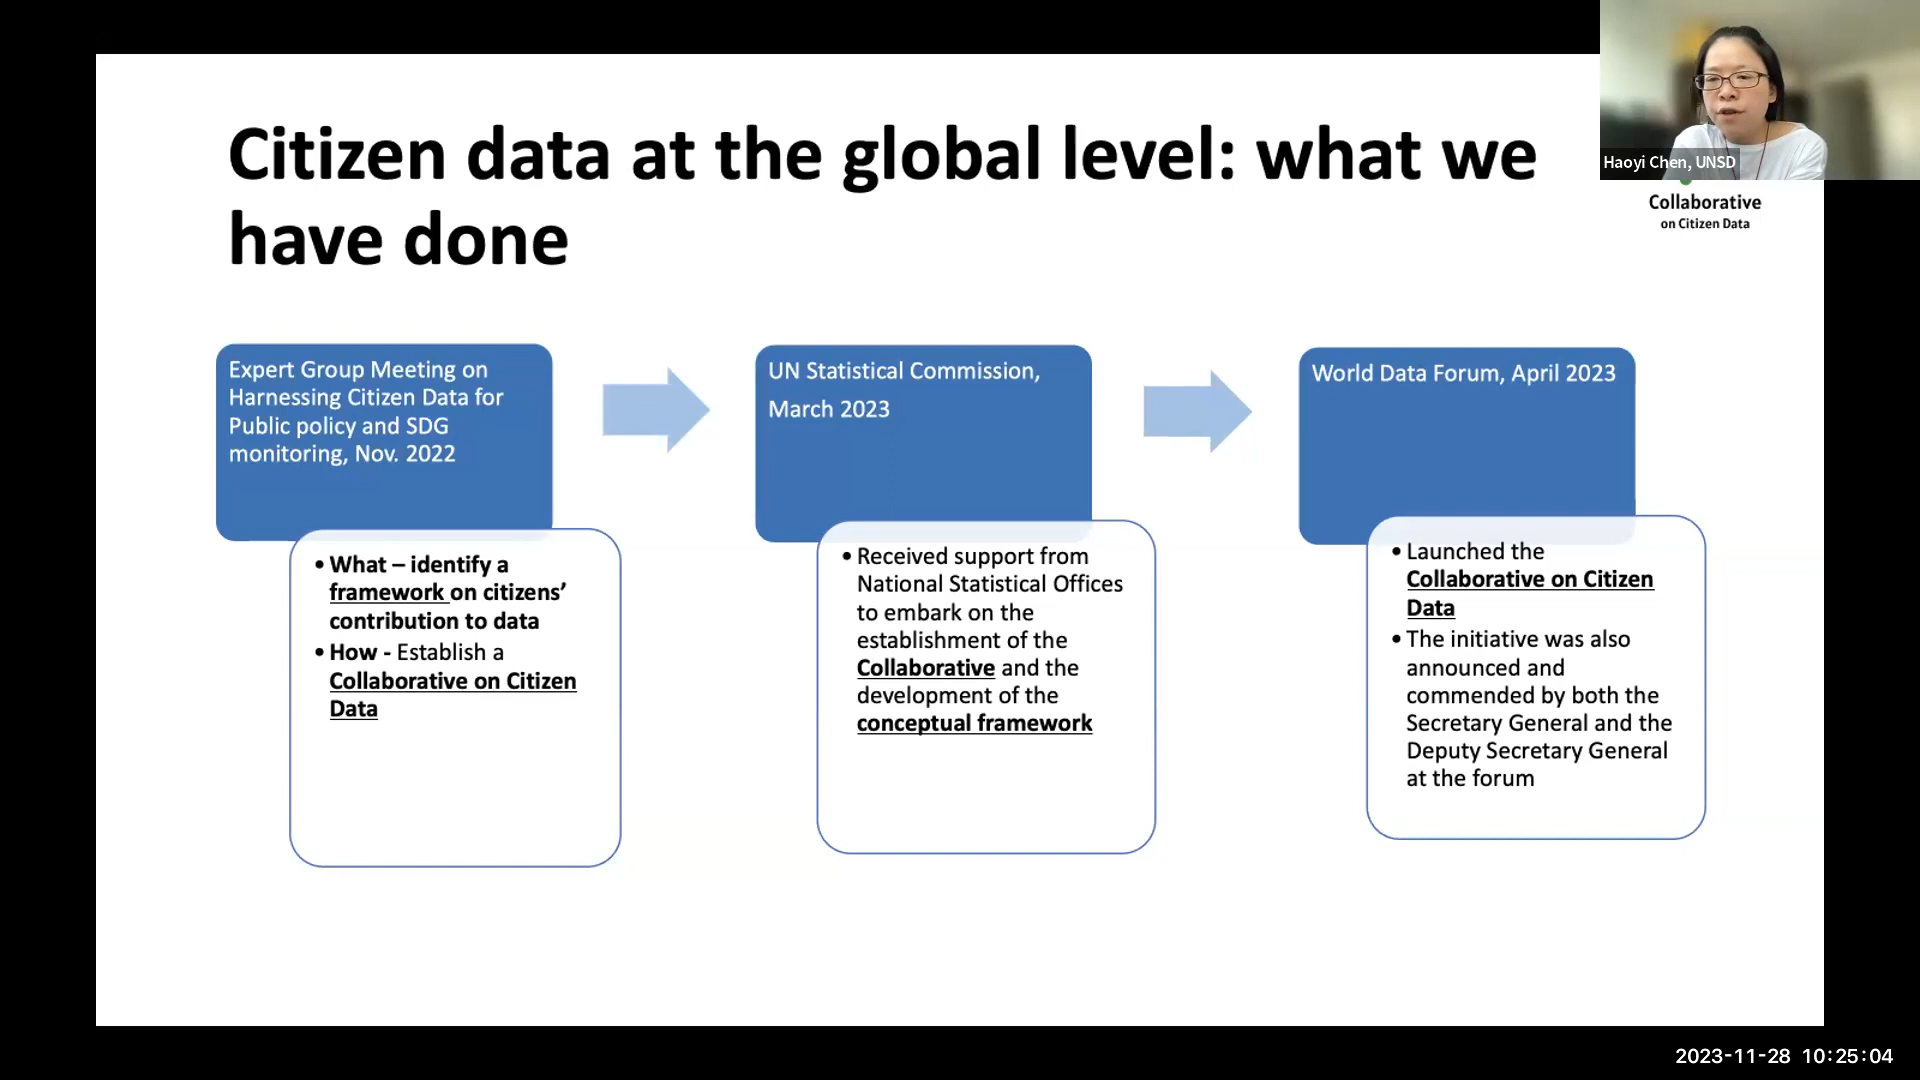 Citizen data at the global level: what we
have done
Haoyi Chen, UNSD
Collaborative
on Citizen Data
Expert Group Meeting on
Harnessing Citizen Data for
Public policy and SDG
monitoring, Nov. 2022
• What – identify a
framework on citizens’
contribution to data
• How - Establish a
Collaborative on Citizen
Data
UN Statistical Commission,
March 2023
• Received support from
National Statistical Offices
to embark on the
establishment of the
Collaborative and the
development of the
conceptual framework
World Data Forum, April 2023
• Launched the
Collaborative on Citizen
Data
• The initiative was also
announced and
commended by both the
Secretary General and the
Deputy Secretary General
at the forum
2023-11-28 10:25:04